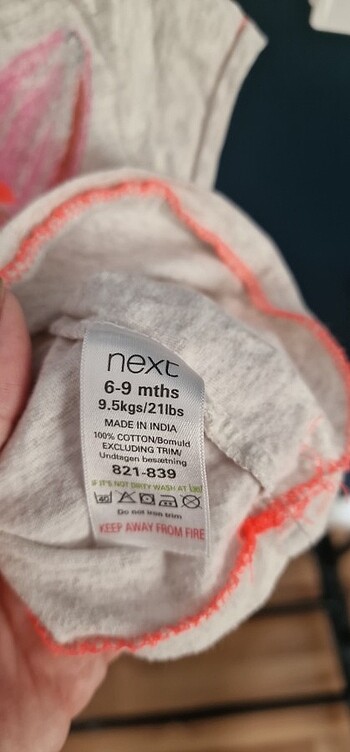 next
6-9 mths
9.5kgs/21lbs
MADE IN INDIA
100% COTTON/Bomuld
EXCLUDING TRIM/
Undtagen besætning
821-839
IF IT'S NOT DIRTY WASH AT 30
40
Do not iron trim
KEEP AWAY FROM FIRE